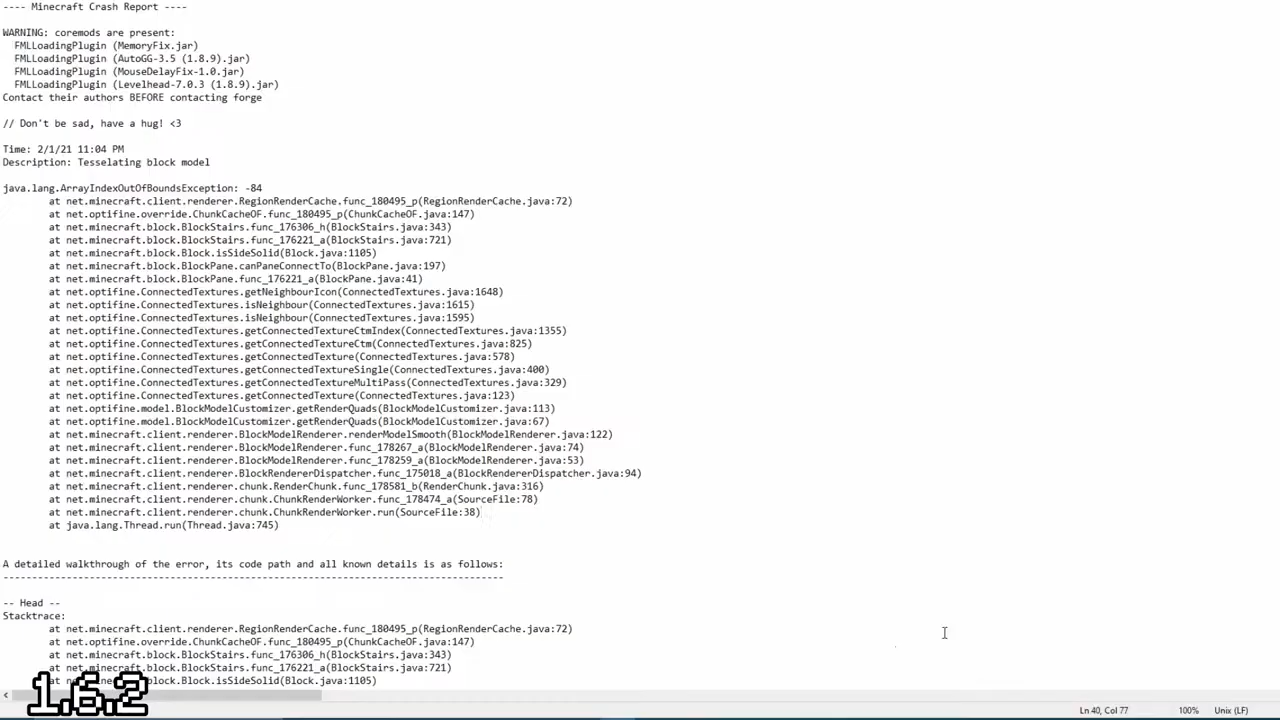 ---- Minecraft Crash Report ----
WARNING: coremods are present:
FMLLoadingPlugin (MemoryFix.jar)
FMLLoadingPlugin (AutoGG-3.5 (1.8.9).jar)
FMLLoadingPlugin (MouseDelayFix-1.0.jar)
FMLLoadingPlugin (Levelhead-7.0.3 (1.8.9).jar)
Contact their authors BEFORE contacting forge
// Don't be sad, have a hug! <3
Time: 2/1/21 11:04 PM
Description: Tesselating block model
java.lang.ArrayIndexOutOfBoundsException: -84
at net.minecraft.client.renderer.RegionRenderCache.func_180495_p(RegionRenderCache.java:72)
at net.optifine.override.ChunkCacheOF.func_180495_p(ChunkCacheOF.java:147)
at net.minecraft.block.BlockStairs.func_176306_h(BlockStairs.java:343)
at net.minecraft.block.BlockStairs.func_176221_a(BlockStairs.java:721)
at net.minecraft.block.Block.isSideSolid(Block.java:1105)
at net.minecraft.block.BlockPane.canPaneConnectTo(BlockPane.java:197)
at net.minecraft.block.BlockPane.func_176221_a(BlockPane.java:41)
at net.optifine.ConnectedTextures.getNeighbourIcon(ConnectedTextures.java:1648)
at net.optifine.ConnectedTextures.isNeighbour(ConnectedTextures.java:1615)
at net.optifine.ConnectedTextures.isNeighbour(ConnectedTextures.java:1595)
at net.optifine.ConnectedTextures.getConnectedTextureCtmIndex(ConnectedTextures.java:1355)
at net.optifine.ConnectedTextures.getConnectedTextureCtm(ConnectedTextures.java:825)
at net.optifine.ConnectedTextures.getConnectedTexture(ConnectedTextures.java:578)
at net.optifine.ConnectedTextures.getConnectedTextureSingle(ConnectedTextures.java:400)
at net.optifine.ConnectedTextures.getConnectedTextureMultiPass(ConnectedTextures.java:329)
at net.optifine.ConnectedTextures.getConnectedTexture(ConnectedTextures.java:123)
at net.optifine.model.BlockModelCustomizer.getRenderQuads(BlockModelCustomizer.java:113)
at net.optifine.model.BlockModelCustomizer.getRenderQuads(BlockModelCustomizer.java:67)
at net.minecraft.client.renderer.BlockModelRenderer.renderModelSmooth(BlockModelRenderer.java:122)
at net.minecraft.client.renderer.BlockModelRenderer.func_178267_a(BlockModelRenderer.java:74)
at net.minecraft.client.renderer.BlockModelRenderer.func_178259_a(BlockModelRenderer.java:53)
at net.minecraft.client.renderer.BlockRendererDispatcher.func_175018_a(BlockRendererDispatcher.java:94)
at net.minecraft.client.renderer.chunk.RenderChunk.func_178581_b(RenderChunk.java:316)
at net.minecraft.client.renderer.chunk.ChunkRenderWorker.func_178474_a(SourceFile:78)
at net.minecraft.client.renderer.chunk.ChunkRenderWorker.run(SourceFile:38)
at java.lang.Thread.run(Thread.java:745)
A detailed walkthrough of the error, its code path and all known details is as follows:
---------------------------------------------------------------------------------------
-- Head --
Stacktrace:
at net.minecraft.client.renderer.RegionRenderCache.func_180495_p(RegionRenderCache.java:72)
at net.optifine.override.ChunkCacheOF.func_180495_p(ChunkCacheOF.java:147)
at net.minecraft.block.BlockStairs.func_176306_h(BlockStairs.java:343)
at net.minecraft.block.BlockStairs.func_176221_a(BlockStairs.java:721)
block.Block.isSideSolid(Block.java:1105)
1.6.2
Ln 40, Col 77 100% Unix (LF)